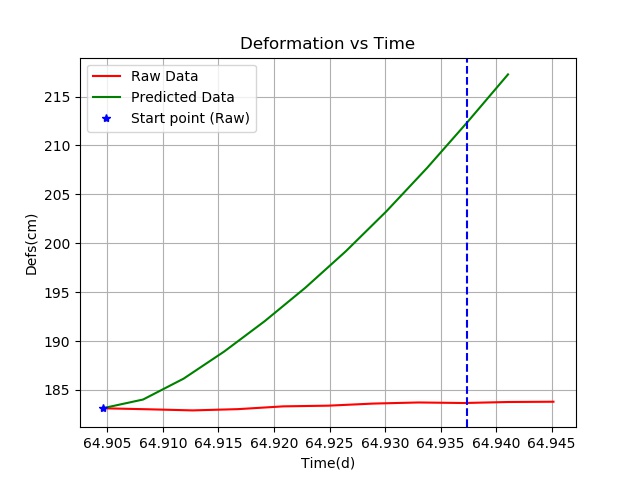 Deformation vs Time
Raw Data
Predicted Data
Start point (Raw)
215
210
205
200
195
190
185
Defs(cm)
64.905 64.910 64.915 64.920 64.925 64.930 64.935 64.940 64.945
Time(d)